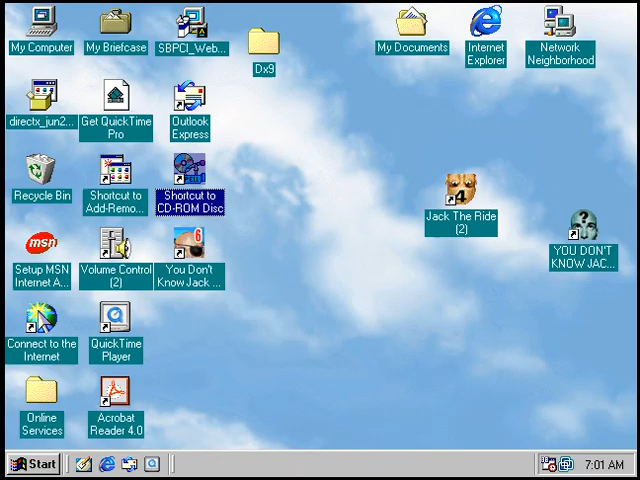 My Computer
My Briefcase
SBPCI_Web...
Dx9
My Documents
Internet
Explorer
Network
Neighborhood
directx_jun2...
Get QuickTime
Pro
Outlook
Express
Recycle Bin
Shortcut to
Add-Remo...
Shortcut to
CD-ROM Disc
4
Jack The Ride
(2)
?
YOU DON'T
KNOW JAC...
msn
Setup MSN
Internet A...
Volume Control
(2)
6
You Don't
Know Jack ...
Connect to the
Internet
QuickTime
Player
Online
Services
Acrobat
Reader 4.0
Start
7:01 AM